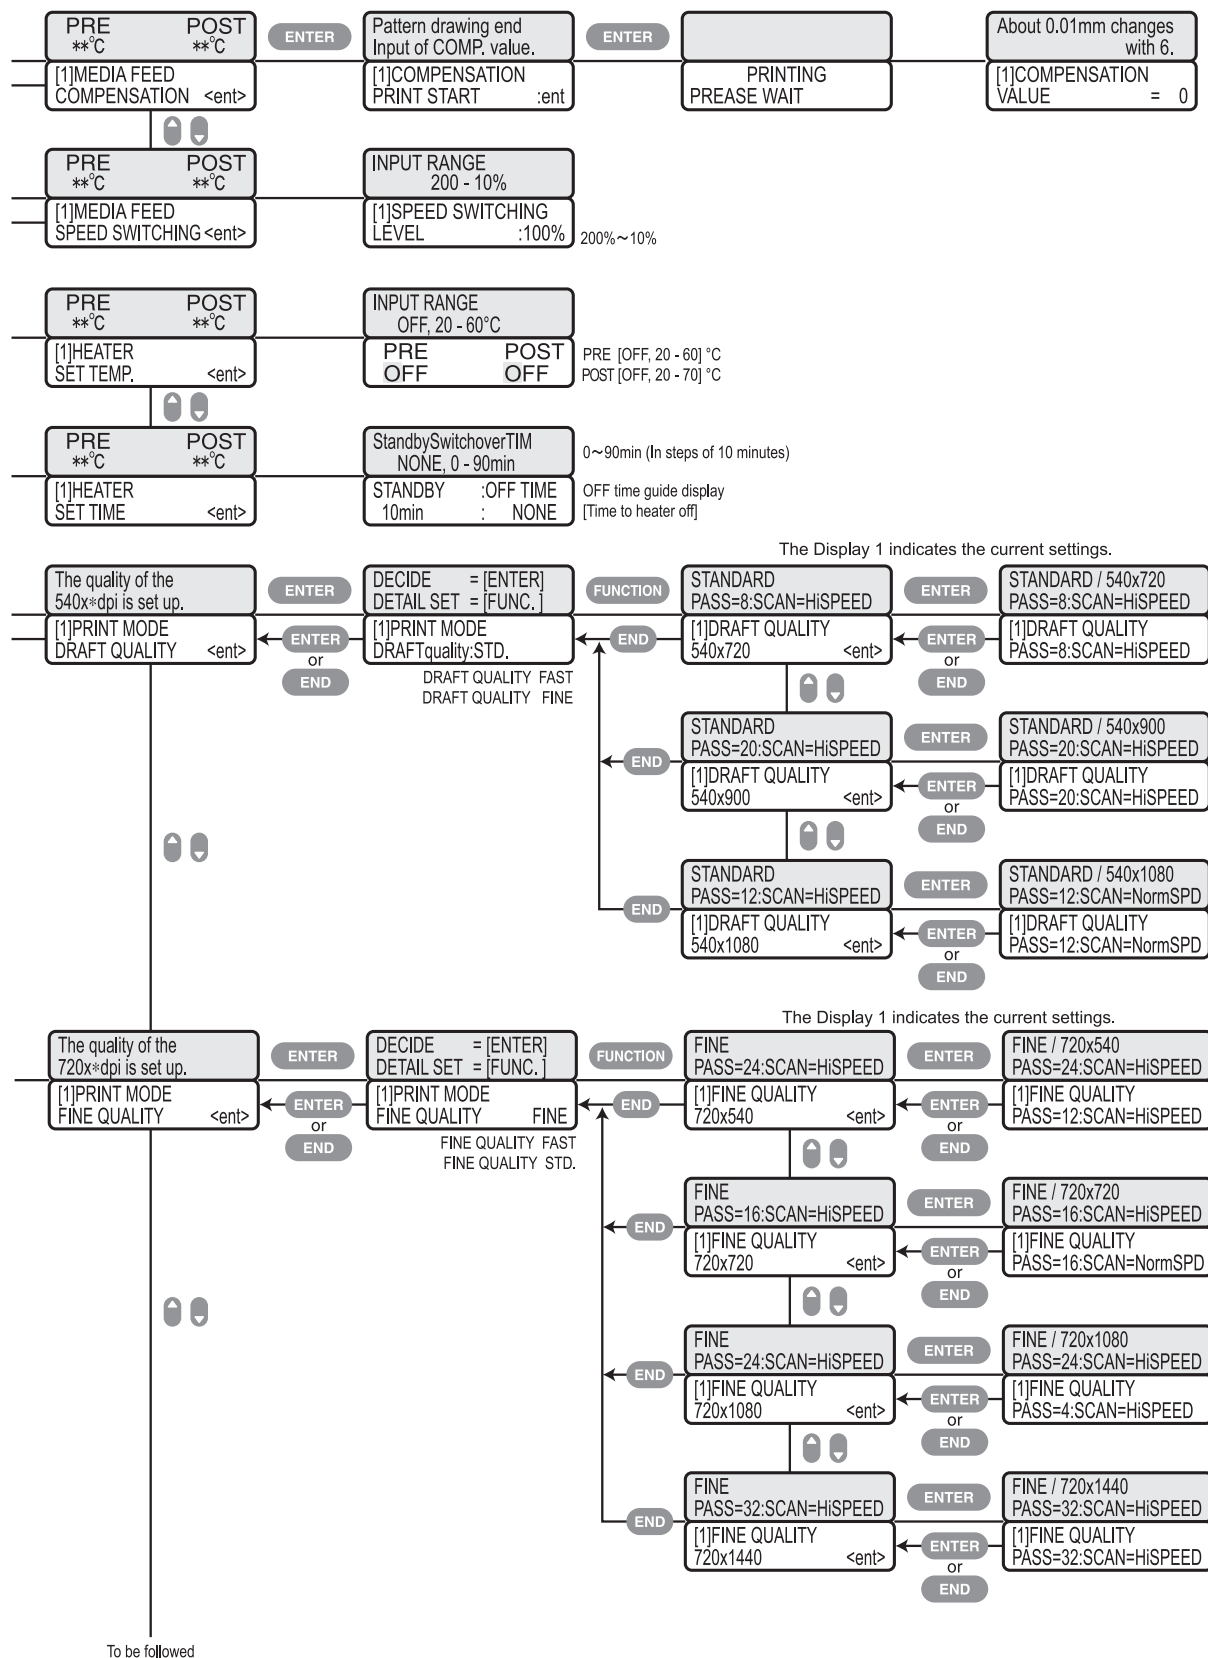 PRE POST
**°C **°C
ENTER
Pattern drawing end
Input of COMP. value.
ENTER
About 0.01mm changes
with 6.
[1]MEDIA FEED
COMPENSATION <ent>
[1]COMPENSATION
PRINT START :ent
PRINTING
PREASE WAIT
[1]COMPENSATION
VALUE = 0
PRE POST
**°C **°C
INPUT RANGE
200 - 10%
[1]MEDIA FEED
SPEED SWITCHING <ent>
[1]SPEED SWITCHING
LEVEL :100%
200%~10%
PRE POST
**°C **°C
INPUT RANGE
OFF, 20 - 60°C
[1]HEATER
SET TEMP. <ent>
PRE POST
OFF OFF
PRE [OFF, 20 - 60] °C
POST [OFF, 20 - 70] °C
PRE POST
**°C **°C
StandbySwitchoverTIM
NONE, 0 - 90min
0~90min (In steps of 10 minutes)
[1]HEATER
SET TIME <ent>
STANDBY :OFF TIME
10min : NONE
OFF time guide display
[Time to heater off]
The Display 1 indicates the current settings.
The quality of the
540x*dpi is set up.
ENTER
DECIDE = [ENTER]
DETAIL SET = [FUNC. ]
FUNCTION
STANDARD
PASS=8:SCAN=HiSPEED
ENTER
STANDARD / 540x720
PASS=8:SCAN=HiSPEED
[1]PRINT MODE
DRAFT QUALITY <ent>
ENTER
or
END
[1]PRINT MODE
DRAFTquality:STD.
END
[1]DRAFT QUALITY
540x720 <ent>
ENTER
or
END
[1]DRAFT QUALITY
PASS=8:SCAN=HiSPEED
DRAFT QUALITY FAST
DRAFT QUALITY FINE
STANDARD
PASS=20:SCAN=HiSPEED
ENTER
STANDARD / 540x900
PASS=20:SCAN=HiSPEED
END
[1]DRAFT QUALITY
540x900 <ent>
ENTER
or
END
[1]DRAFT QUALITY
PASS=20:SCAN=HiSPEED
STANDARD
PASS=12:SCAN=HiSPEED
ENTER
STANDARD / 540x1080
PASS=12:SCAN=NormSPD
END
[1]DRAFT QUALITY
540x1080 <ent>
ENTER
or
END
[1]DRAFT QUALITY
PASS=12:SCAN=NormSPD
The Display 1 indicates the current settings.
The quality of the
720x*dpi is set up.
ENTER
DECIDE = [ENTER]
DETAIL SET = [FUNC. ]
FUNCTION
FINE
PASS=24:SCAN=HiSPEED
ENTER
FINE / 720x540
PASS=24:SCAN=HiSPEED
[1]PRINT MODE
FINE QUALITY <ent>
ENTER
or
END
[1]PRINT MODE
FINE QUALITY FINE
END
[1]FINE QUALITY
720x540 <ent>
ENTER
or
END
[1]FINE QUALITY
PASS=12:SCAN=HiSPEED
FINE QUALITY FAST
FINE QUALITY STD.
FINE
PASS=16:SCAN=HiSPEED
ENTER
FINE / 720x720
PASS=16:SCAN=HiSPEED
END
[1]FINE QUALITY
720x720 <ent>
ENTER
or
END
[1]FINE QUALITY
PASS=16:SCAN=NormSPD
FINE
PASS=24:SCAN=HiSPEED
ENTER
FINE / 720x1080
PASS=24:SCAN=HiSPEED
END
[1]FINE QUALITY
720x1080 <ent>
ENTER
or
END
[1]FINE QUALITY
PASS=4:SCAN=HiSPEED
FINE
PASS=32:SCAN=HiSPEED
ENTER
FINE / 720x1440
PASS=32:SCAN=HiSPEED
END
[1]FINE QUALITY
720x1440 <ent>
ENTER
or
END
[1]FINE QUALITY
PASS=32:SCAN=HiSPEED
To be followed